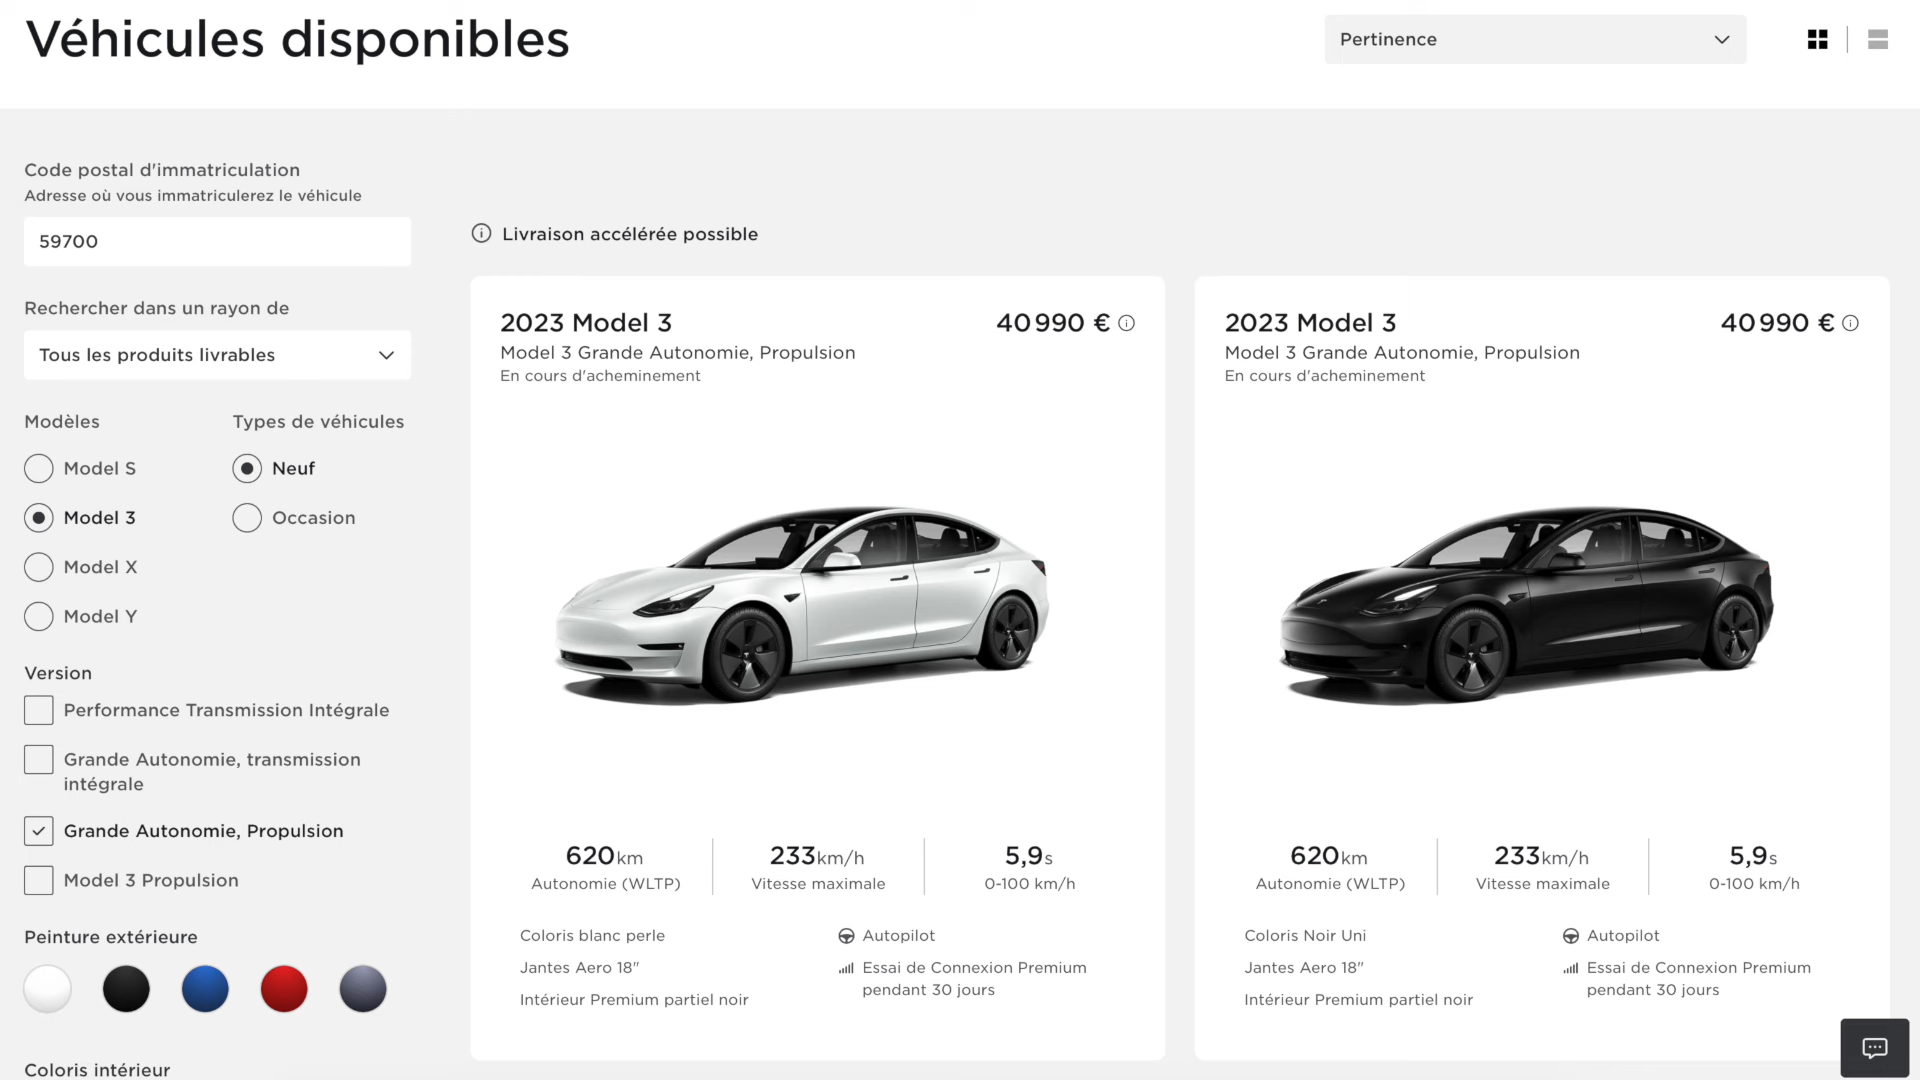 Véhicules disponibles
Pertinence
Code postal d'immatriculation
Adresse où vous immatriculerez le véhicule
59700
Rechercher dans un rayon de
Tous les produits livrables
Modèles
Model S
Model 3
Model X
Model Y
Types de véhicules
Neuf
Occasion
Version
Performance Transmission Intégrale
Grande Autonomie, transmission
intégrale
Grande Autonomie, Propulsion
Model 3 Propulsion
Peinture extérieure
Coloris intérieur
Livraison accélérée possible
2023 Model 3
40 990 €
Model 3 Grande Autonomie, Propulsion
En cours d'acheminement
620km
Autonomie (WLTP)
233km/h
Vitesse maximale
5,9s
0-100 km/h
Coloris blanc perle
Jantes Aero 18"
Intérieur Premium partiel noir
Autopilot
Essai de Connexion Premium
pendant 30 jours
2023 Model 3
40 990 €
Model 3 Grande Autonomie, Propulsion
En cours d'acheminement
620km
Autonomie (WLTP)
233km/h
Vitesse maximale
5,9s
0-100 km/h
Coloris Noir Uni
Jantes Aero 18"
Intérieur Premium partiel noir
Autopilot
Essai de Connexion Premium
pendant 30 jours